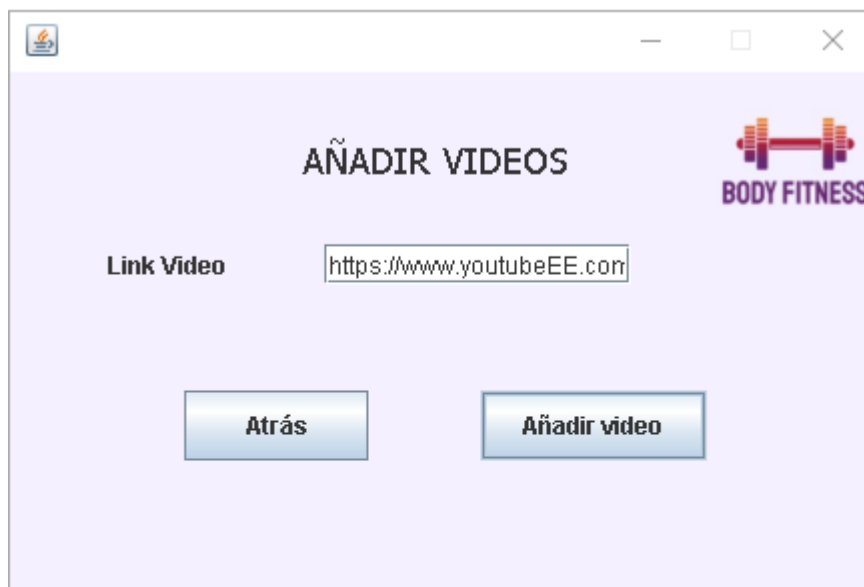 AÑADIR VIDEOS
BODY FITNESS
Link Video
https://www.youtubeEE.com
Atrás
Añadir video